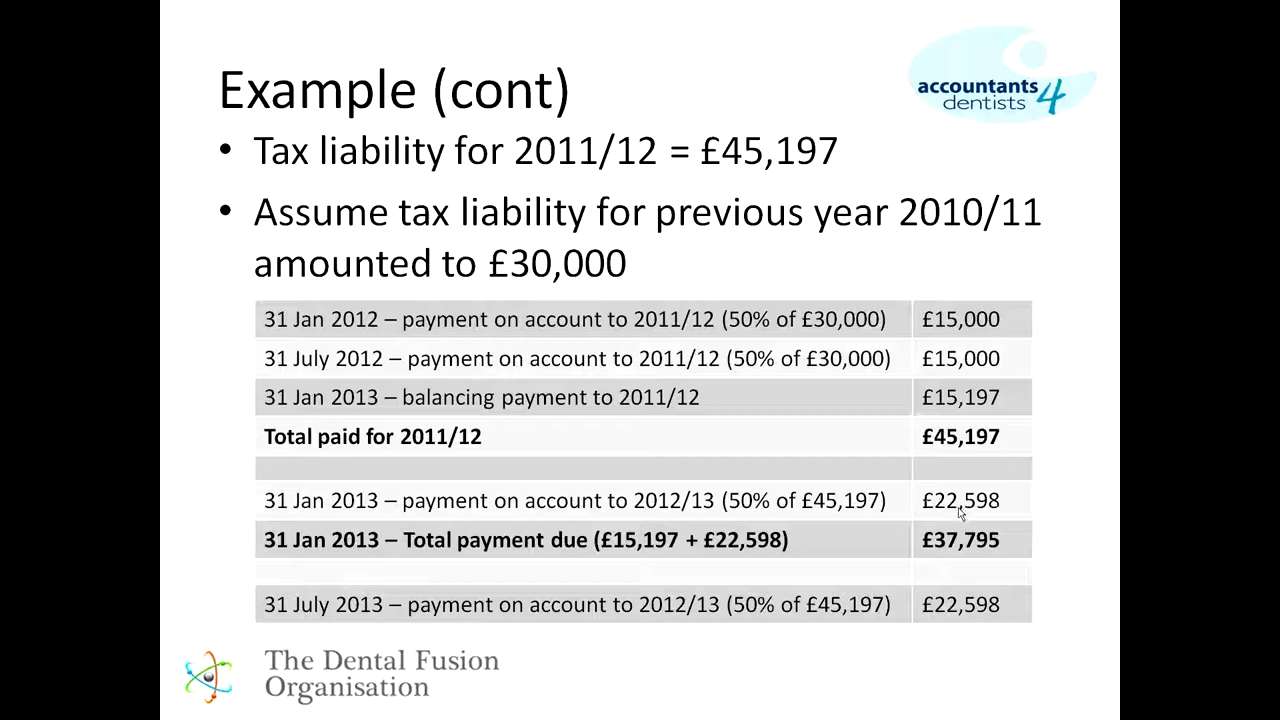 Example (cont)
accountants
dentists 4
• Tax liability for 2011/12 = £45,197
• Assume tax liability for previous year 2010/11
amounted to £30,000
31 Jan 2012 – payment on account to 2011/12 (50% of £30,000) £15,000
31 July 2012 – payment on account to 2011/12 (50% of £30,000) £15,000
31 Jan 2013 – balancing payment to 2011/12 £15,197
Total paid for 2011/12 £45,197
31 Jan 2013 – payment on account to 2012/13 (50% of £45,197) £22,598
31 Jan 2013 – Total payment due (£15,197 + £22,598) £37,795
31 July 2013 – payment on account to 2012/13 (50% of £45,197) £22,598
The Dental Fusion
Organisation